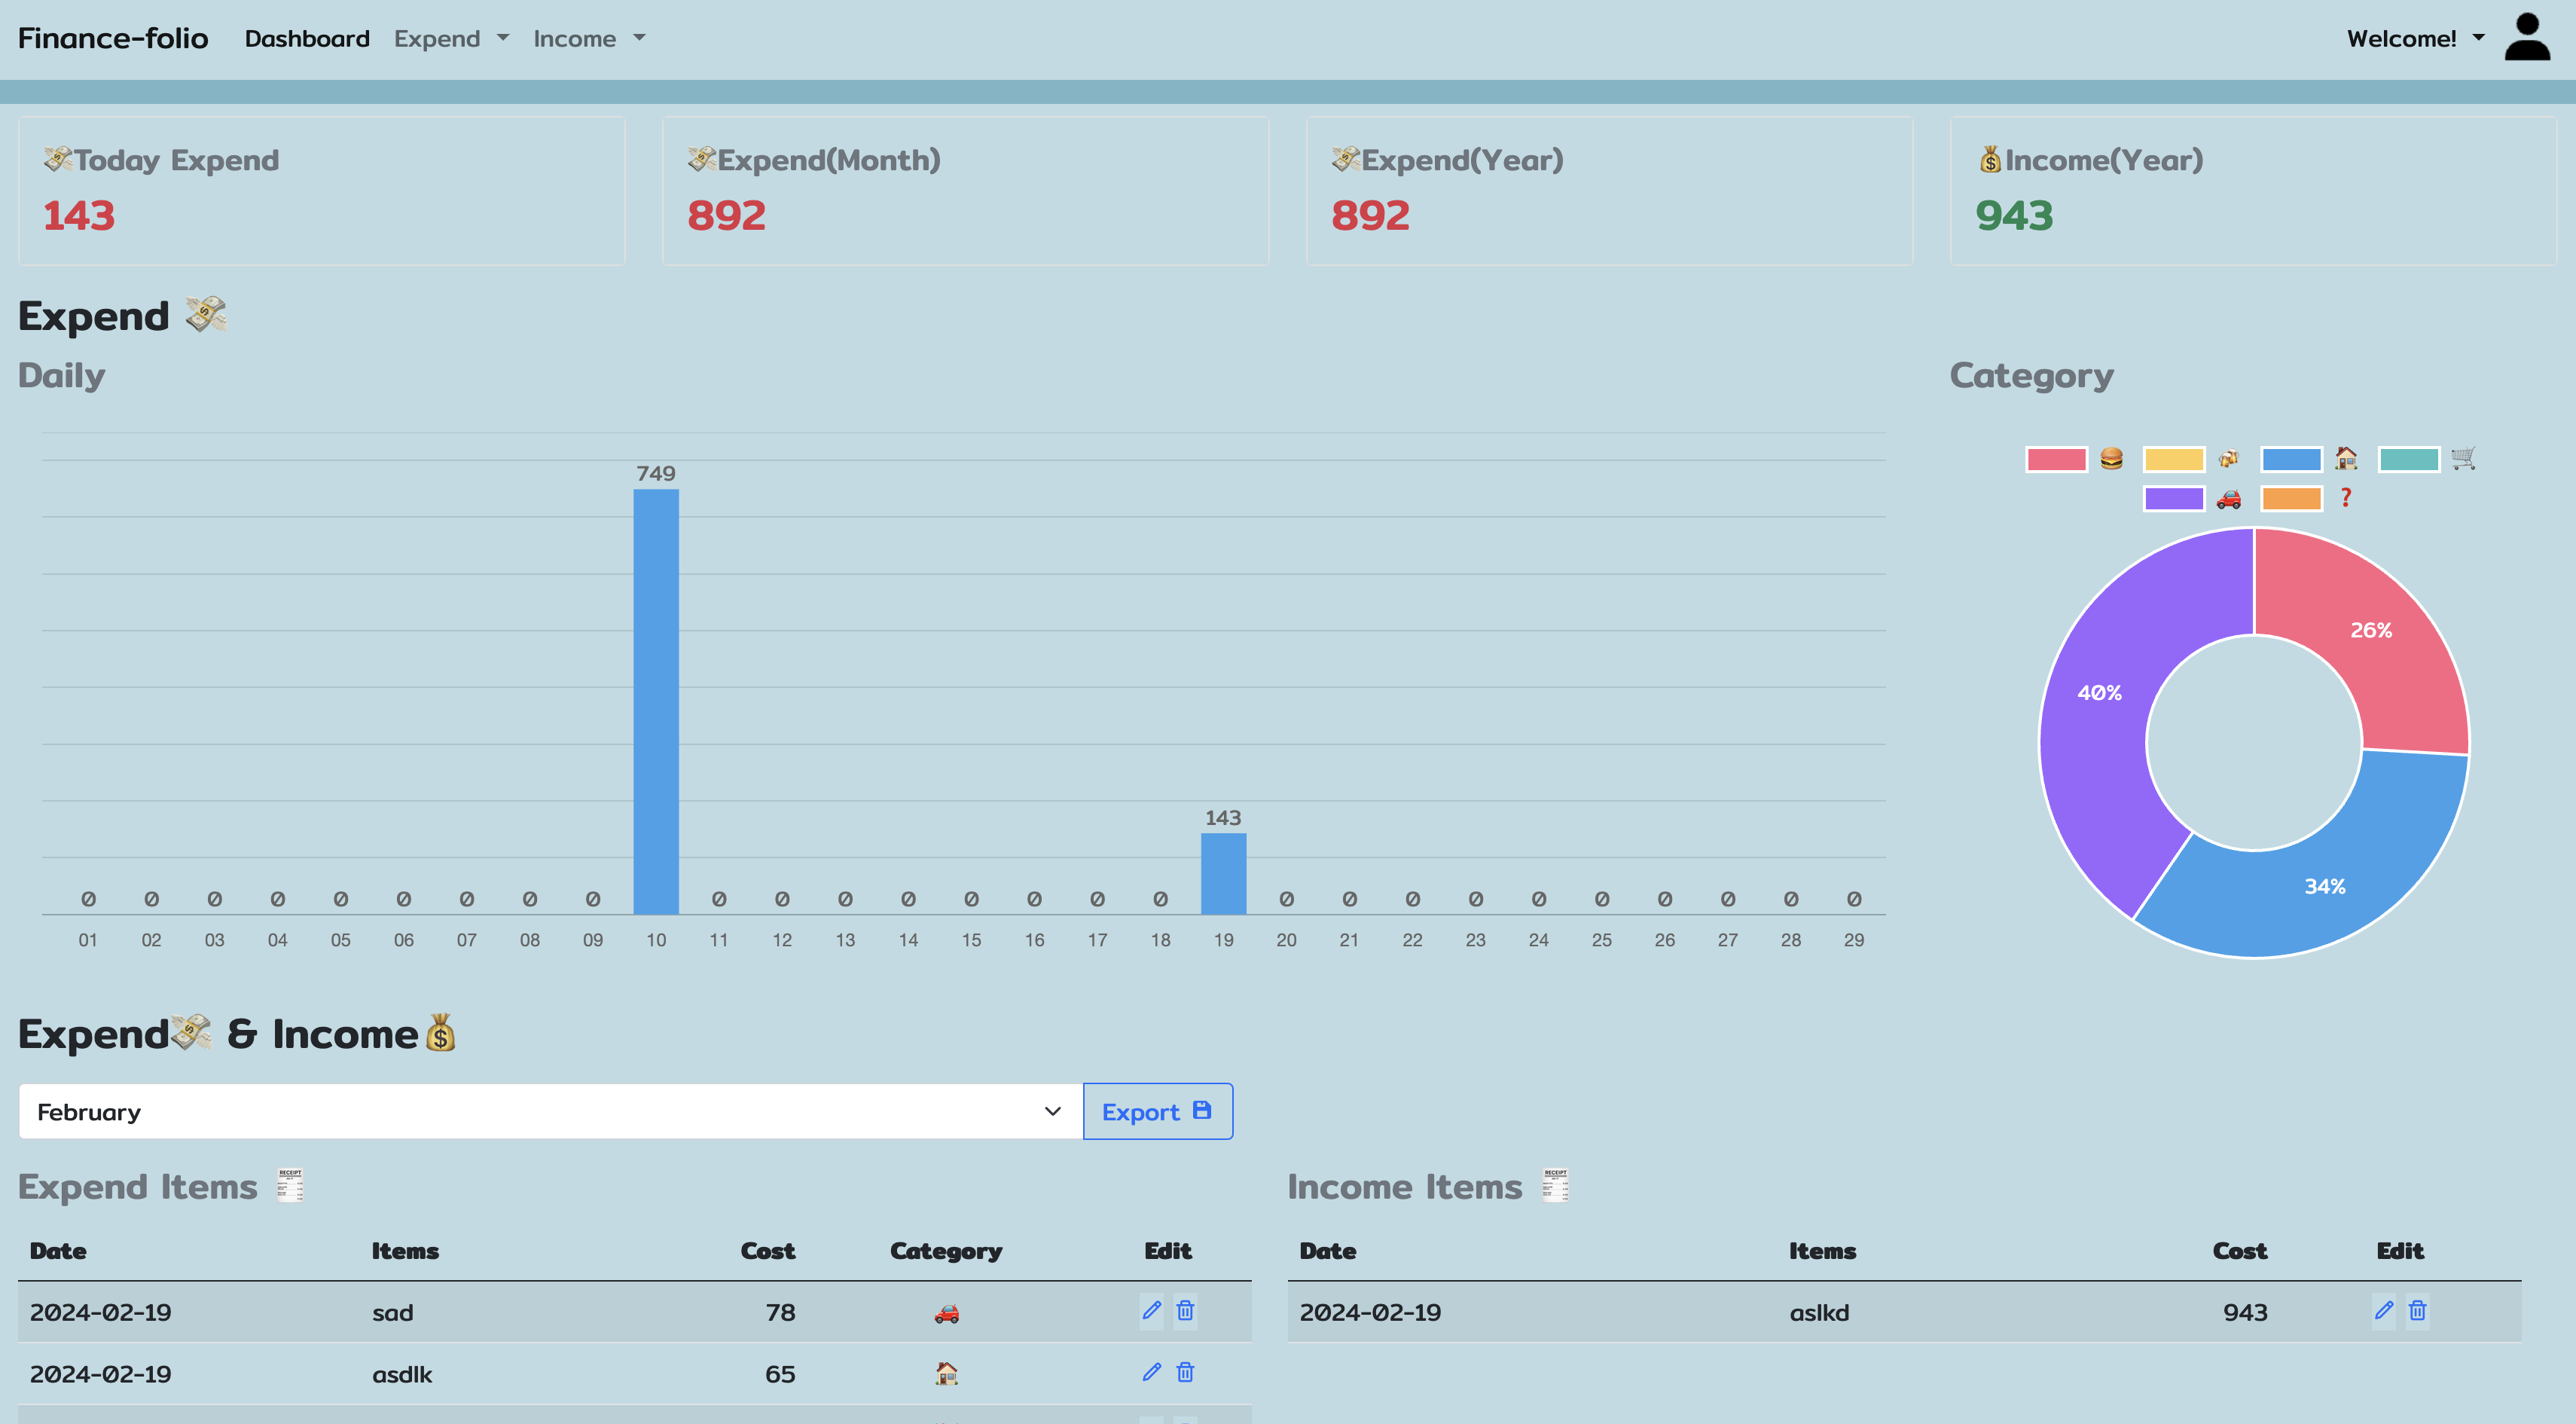 Finance-folio Dashboard Expend Income Welcome!
💸Today Expend
143
💸Expend(Month)
892
💸Expend(Year)
892
💰Income(Year)
943
Expend 💸
Daily
749
143
0 0 0 0 0 0 0 0 0 0 0 0 0 0 0 0 0 0 0 0 0 0 0 0 0 0 0
01 02 03 04 05 06 07 08 09 10 11 12 13 14 15 16 17 18 19 20 21 22 23 24 25 26 27 28 29
Category
🍔 🍻 🏠 🛒
🚗 ❓
26%
40%
34%
Expend💸 & Income💰
February
Export
Expend Items 🧾
Date Items Cost Category Edit
2024-02-19 sad 78 🚗
2024-02-19 asdlk 65 🏠
Income Items 🧾
Date Items Cost Edit
2024-02-19 aslkd 943